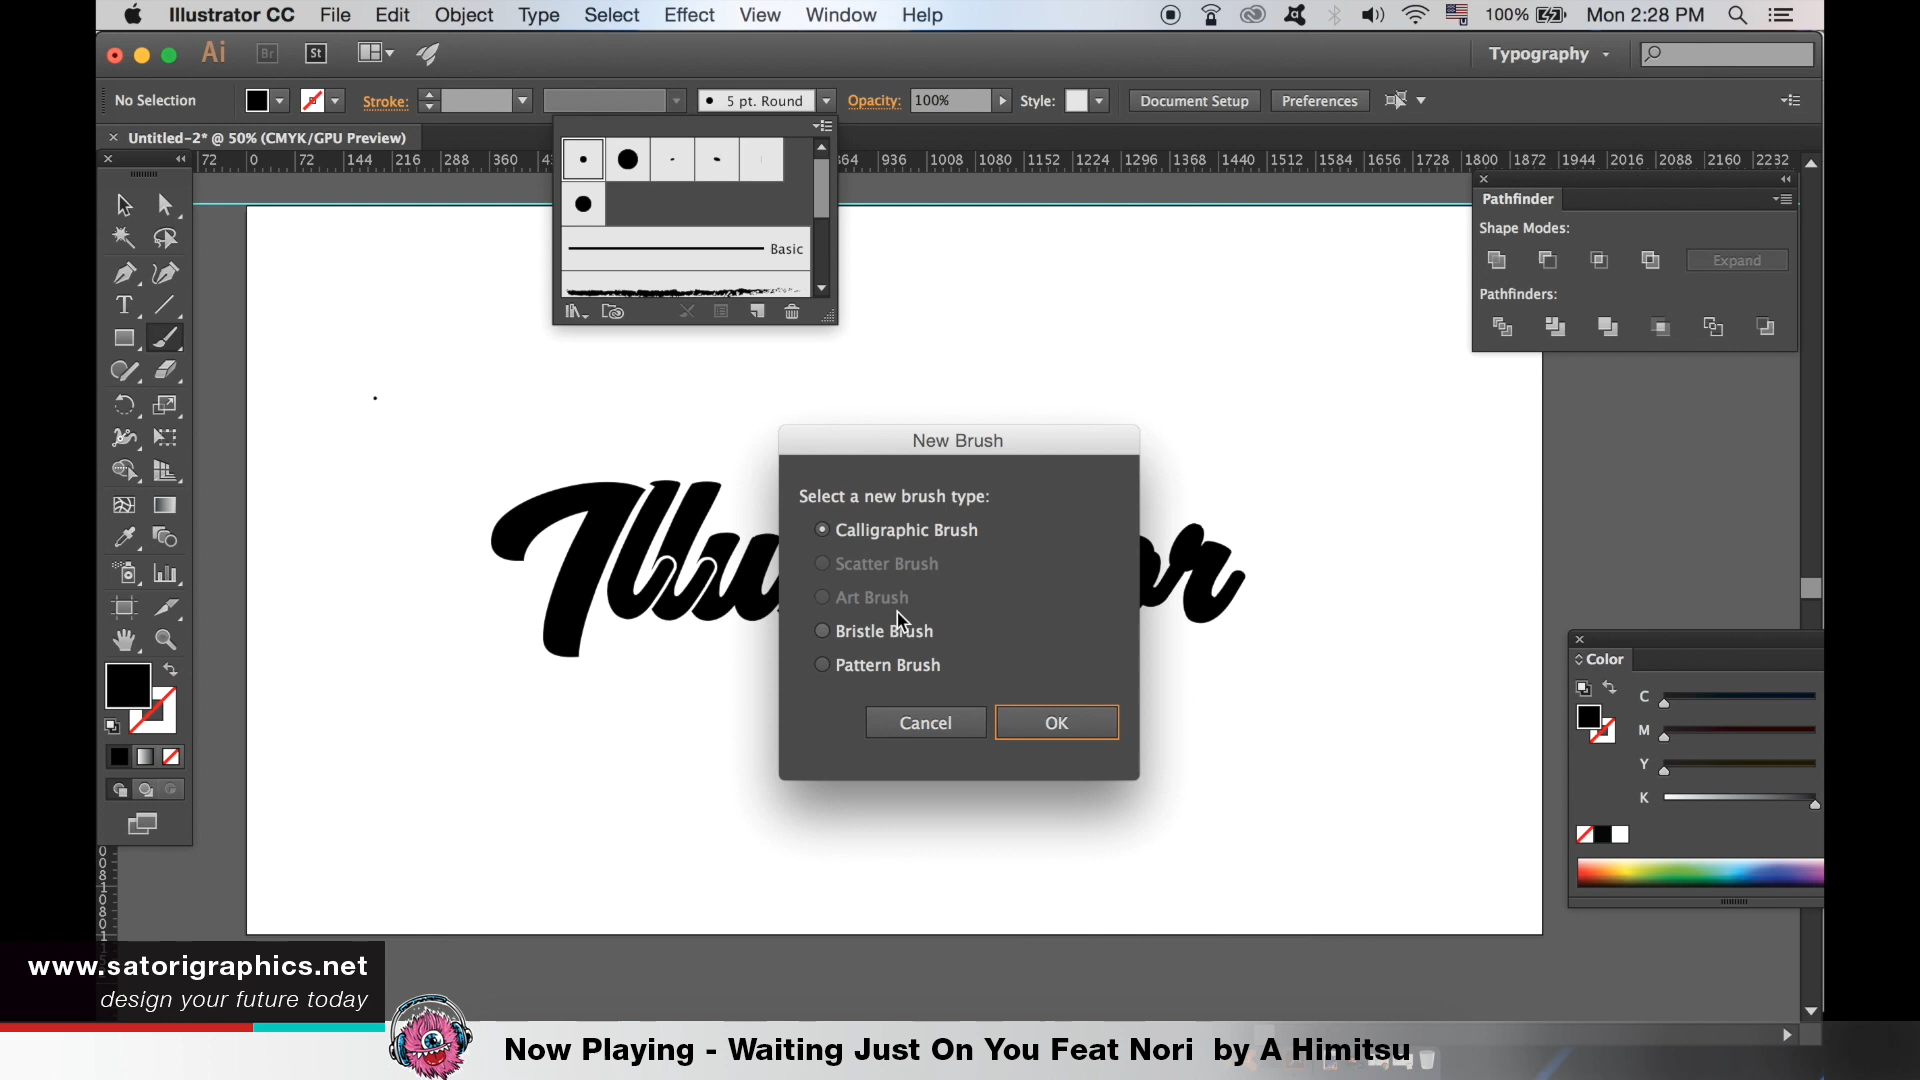 Illustrator CC File Edit Object Type Select Effect View Window Help 100% Mon 2:28 PM
Ai Br St Typography
No Selection Stroke: 5 pt. Round Opacity: 100% Style: Document Setup Preferences
Untitled-2* @ 50% (CMYK/GPU Preview)
72 0 72 144 216 288 360 864 936 1008 1080 1152 1224 1296 1368 1440 1512 1584 1656 1728 1800 1872 1944 2016 2088 2160 2232
Pathfinder
Shape Modes:
Basic
Expand
Pathfinders:
New Brush
Select a new brush type:
Calligraphic Brush
Scatter Brush
Art Brush
Bristle Brush
Pattern Brush
Cancel OK
Color
C
M
Y
K
www.satorigraphics.net
design your future today
Now Playing - Waiting Just On You Feat Nori by A Himitsu